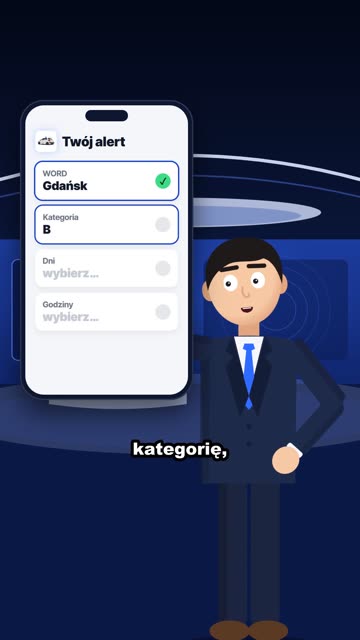 Twój alert
WORD
Gdańsk
Kategoria
B
Dni
wybierz...
Godziny
wybierz...
kategorię,